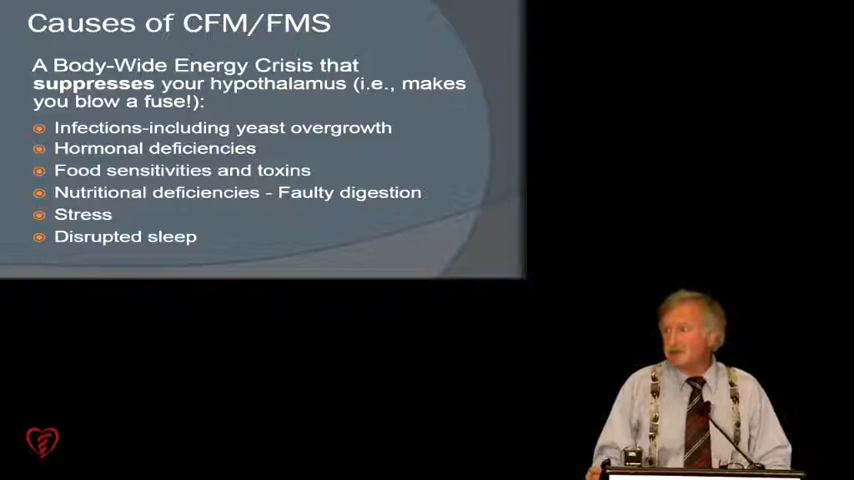 Causes of CFM/FMS
A Body-Wide Energy Crisis that
suppresses your hypothalamus (i.e., makes
you blow a fuse!):
Infections-including yeast overgrowth
Hormonal deficiencies
Food sensitivities and toxins
Nutritional deficiencies - Faulty digestion
Stress
Disrupted sleep